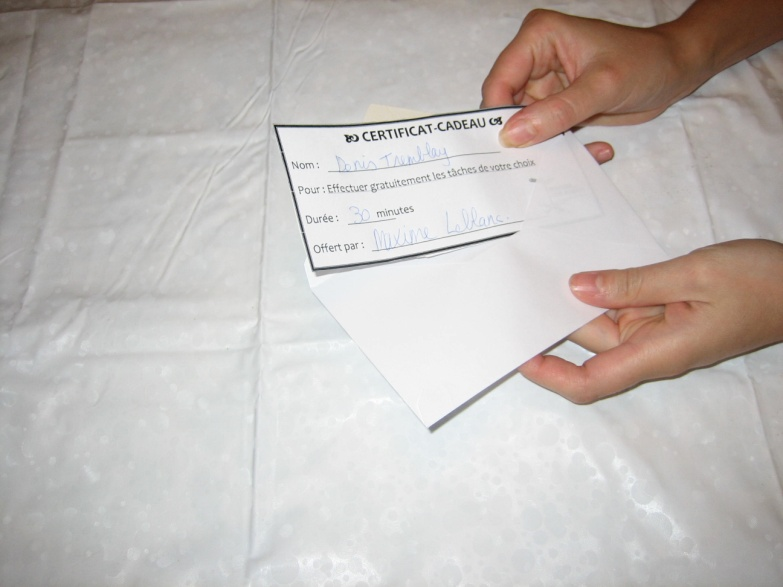 CERTIFICAT-CADEAU
Nom : Denis Tremblay
Pour : Effectuer gratuitement les tâches de votre choix
Durée : 30 minutes
Offert par : Maxime Leblanc.